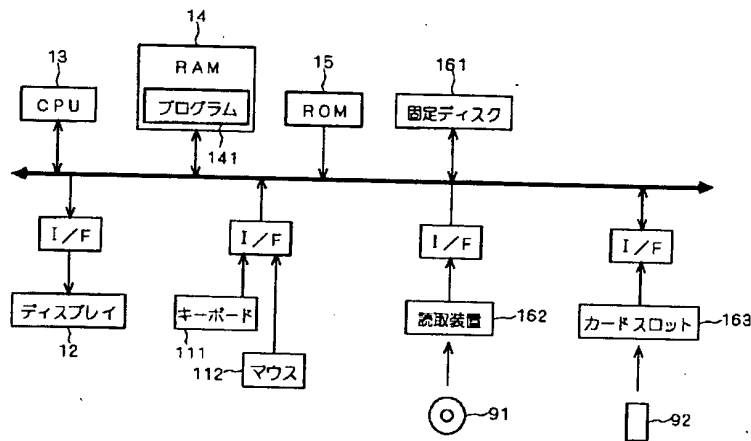 14
13
RAM
15
161
CPU
プログラム
ROM
固定ディスク
141
I/F
I/F
I/F
I/F
ディスプレイ
キーボード
読取装置
162
カードスロット
163
12
111
112
マウス
91
92